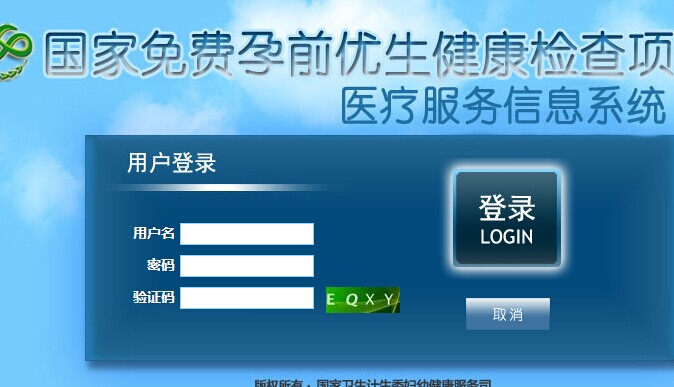 国家免费孕前优生健康检查项
医疗服务信息系统
用户登录
登录
LOGIN
用户名
密码
验证码
EQXY
取消
版权所有: 国家卫生计生委妇幼健康服务司